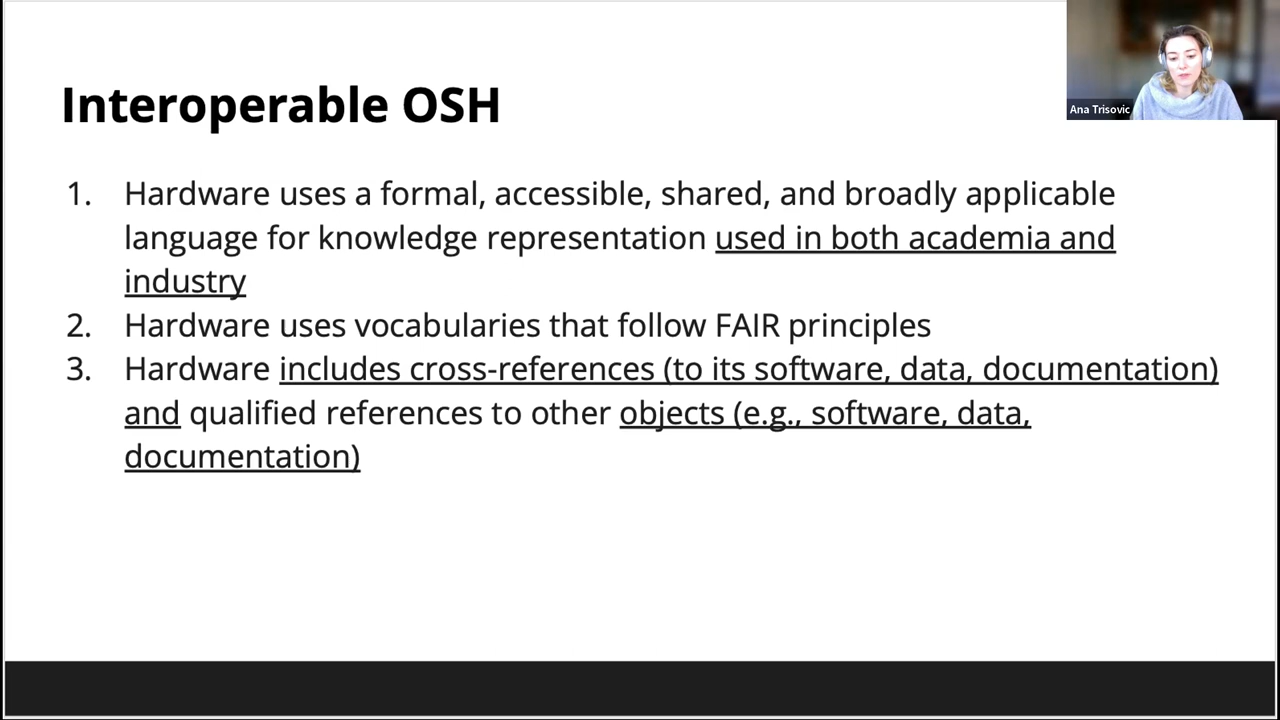 Ana Trisovic
Interoperable OSH
1. Hardware uses a formal, accessible, shared, and broadly applicable
language for knowledge representation used in both academia and
industry
2. Hardware uses vocabularies that follow FAIR principles
3. Hardware includes cross-references (to its software, data, documentation)
and qualified references to other objects (e.g., software, data,
documentation)